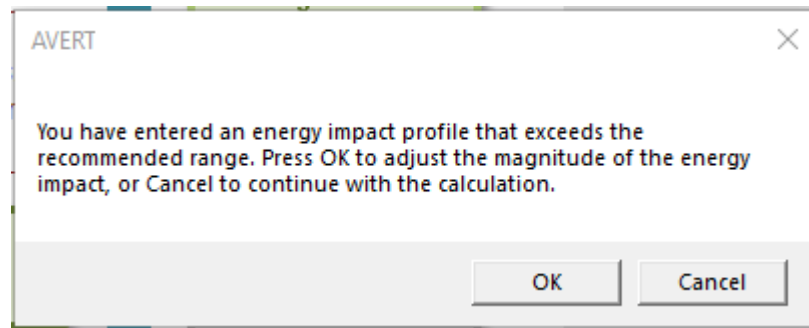 AVERT
You have entered an energy impact profile that exceeds the
recommended range. Press OK to adjust the magnitude of the energy
impact, or Cancel to continue with the calculation.
OK
Cancel